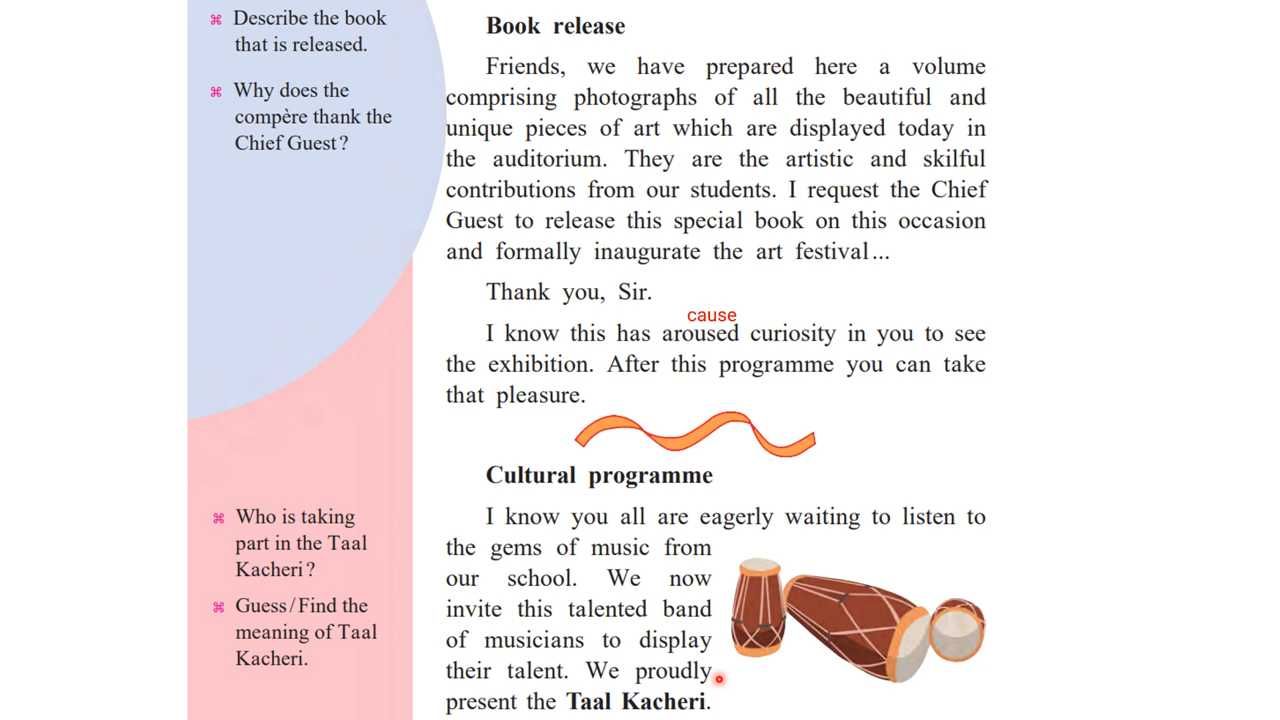 ⌘ Describe the book
that is released.
⌘ Why does the
compère thank the
Chief Guest?
⌘ Who is taking
part in the Taal
Kacheri?
⌘ Guess/Find the
meaning of Taal
Kacheri.
Book release
Friends, we have prepared here a volume
comprising photographs of all the beautiful and
unique pieces of art which are displayed today in
the auditorium. They are the artistic and skilful
contributions from our students. I request the Chief
Guest to release this special book on this occasion
and formally inaugurate the art festival...
Thank you, Sir.
cause
I know this has aroused curiosity in you to see
the exhibition. After this programme you can take
that pleasure.
Cultural programme
I know you all are eagerly waiting to listen to
the gems of music from
our school. We now
invite this talented band
of musicians to display
their talent. We proudly
present the Taal Kacheri.